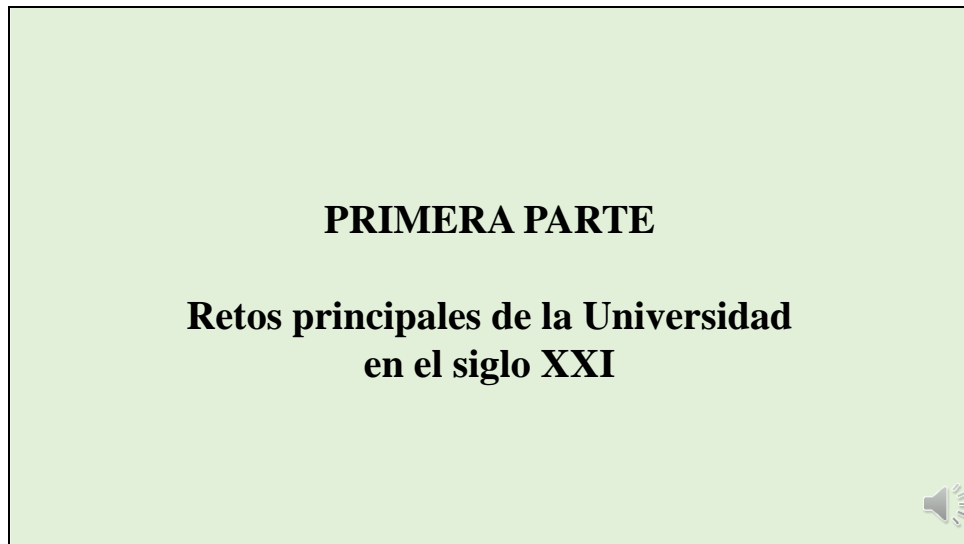 PRIMERA PARTE
Retos principales de la Universidad
en el siglo XXI